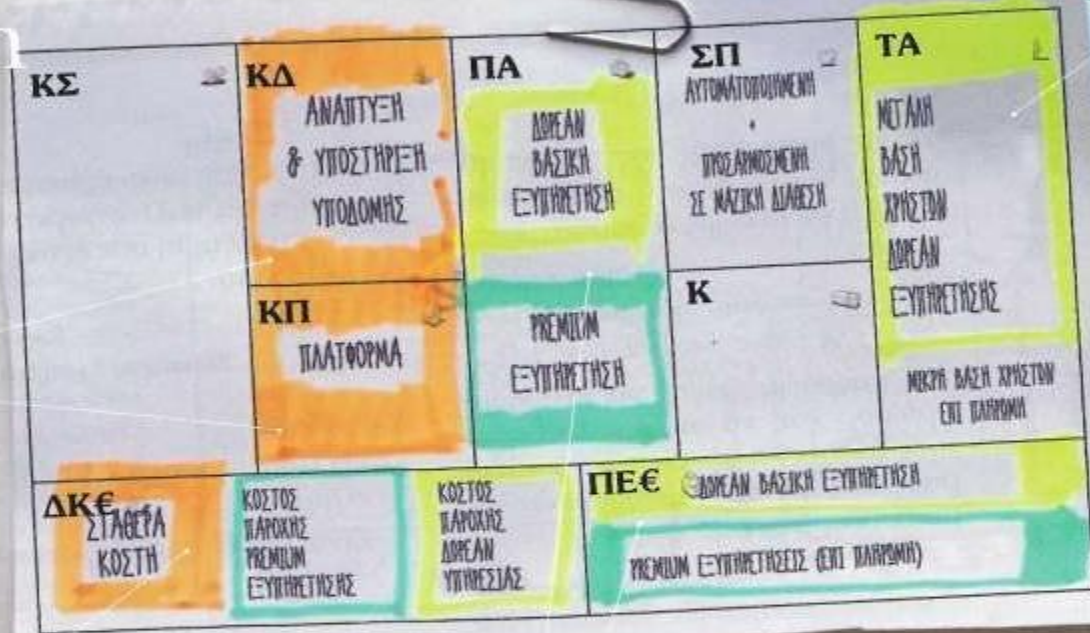 ΚΣ
ΚΔ
ΑΝΑΠΤΥΞΗ
& ΥΠΟΣΤΗΡΙΞΗ
ΥΠΟΔΟΜΗΣ
ΚΠ
ΠΛΑΤΦΟΡΜΑ
ΠΑ
ΔΩΡΕΑΝ
ΒΑΣΙΚΗ
ΕΞΥΠΗΡΕΤΗΣΗ
PREMIUM
ΕΞΥΠΗΡΕΤΗΣΗ
ΣΠ
ΑΥΤΟΜΑΤΟΠΟΙΗΜΕΝΗ
·
ΠΡΟΣΑΡΜΟΣΜΕΝΗ
ΣΕ ΜΑΖΙΚΗ ΔΙΑΘΕΣΗ
Κ
ΤΑ
ΜΕΓΑΛΗ
ΒΑΣΗ
ΧΡΗΣΤΩΝ
ΔΩΡΕΑΝ
ΕΞΥΠΗΡΕΤΗΣΗΣ
ΜΙΚΡΗ ΒΑΣΗ ΧΡΗΣΤΩΝ
ΕΠΙ ΠΛΗΡΩΜΗ
ΔΚ€
ΣΤΑΘΕΡΑ
ΚΟΣΤΗ
ΚΟΣΤΟΣ
ΠΑΡΟΧΗΣ
PREMIUM
ΕΞΥΠΗΡΕΤΗΣΗΣ
ΚΟΣΤΟΣ
ΠΑΡΟΧΗΣ
ΔΩΡΕΑΝ
ΥΠΗΡΕΣΙΑΣ
ΠΕ€
ΔΩΡΕΑΝ ΒΑΣΙΚΗ ΕΞΥΠΗΡΕΤΗΣΗ
PREMIUM ΕΞΥΠΗΡΕΤΗΣΕΙΣ (ΕΠΙ ΠΛΗΡΩΜΗ)